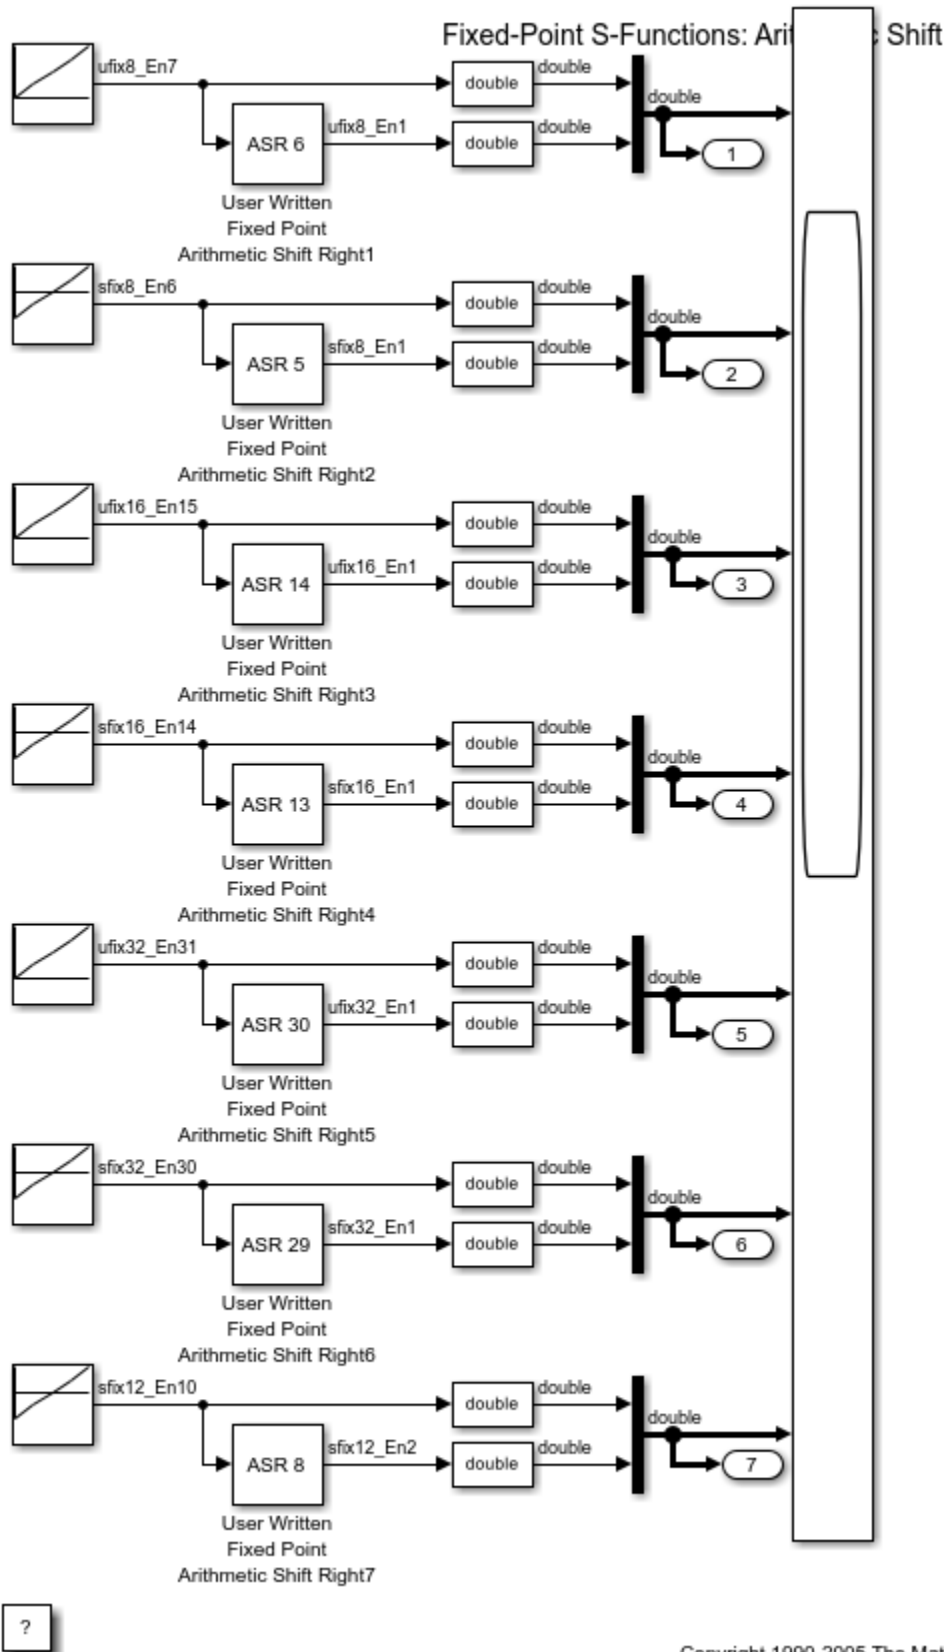 Fixed-Point S-Functions: Arit c Shift
ufix8_En7
double
double
double
ASR 6
ufix8_En1
double
double
1
User Written
Fixed Point
Arithmetic Shift Right1
sfix8_En6
double
double
double
ASR 5
sfix8_En1
double
double
2
User Written
Fixed Point
Arithmetic Shift Right2
ufix16_En15
double
double
double
ASR 14
ufix16_En1
double
double
3
User Written
Fixed Point
Arithmetic Shift Right3
sfix16_En14
double
double
double
ASR 13
sfix16_En1
double
double
4
User Written
Fixed Point
Arithmetic Shift Right4
ufix32_En31
double
double
double
ASR 30
ufix32_En1
double
double
5
User Written
Fixed Point
Arithmetic Shift Right5
sfix32_En30
double
double
double
ASR 29
sfix32_En1
double
double
6
User Written
Fixed Point
Arithmetic Shift Right6
sfix12_En10
double
double
double
ASR 8
sfix12_En2
double
double
7
User Written
Fixed Point
Arithmetic Shift Right7
?
Copyright 1990-2005 The Mat